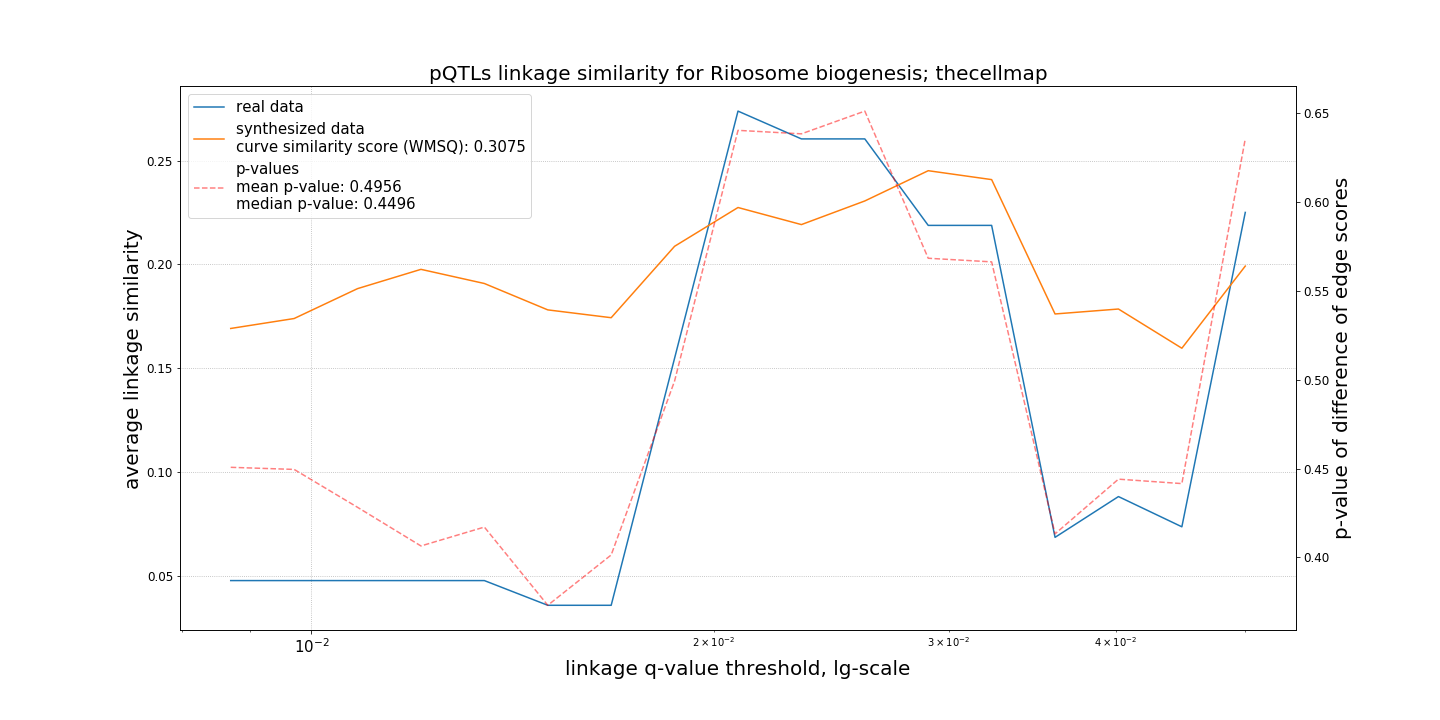 pQTLs linkage similarity for Ribosome biogenesis; thecellmap
real data
synthesized data
curve similarity score (WMSQ): 0.3075
p-values
mean p-value: 0.4956
median p-value: 0.4496
average linkage similarity
0.25
0.20
0.15
0.10
0.05
0.65
0.60
0.55
0.50
0.45
0.40
p-value of difference of edge scores
10⁻²
2 × 10⁻²
3 × 10⁻²
4 × 10⁻²
linkage q-value threshold, lg-scale